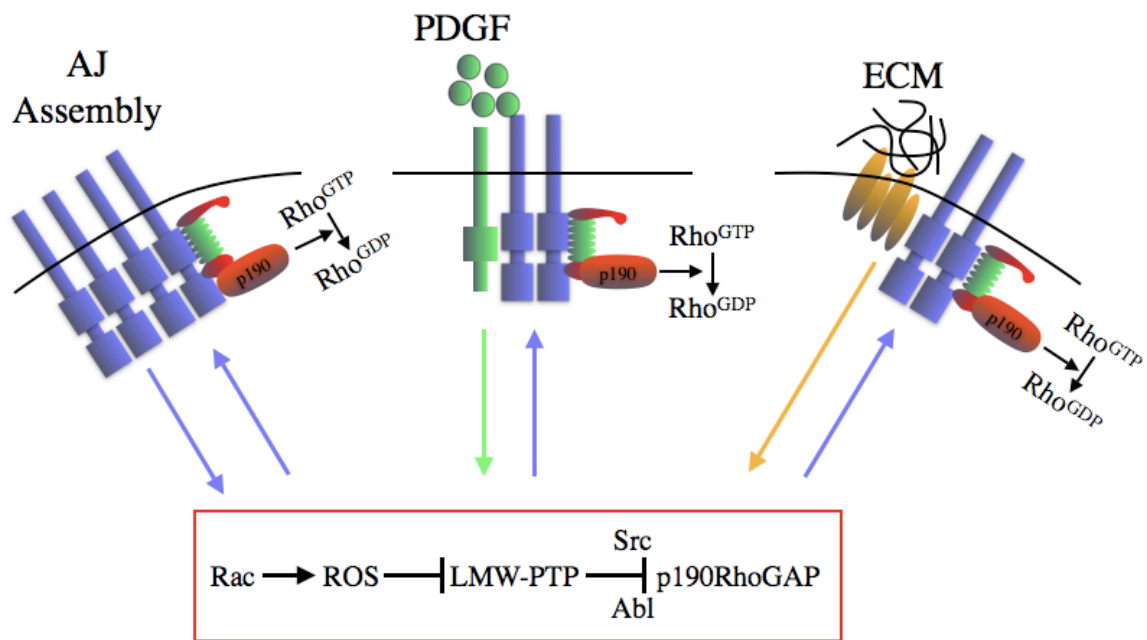 AJ
Assembly
PDGF
ECM
p190
RhoGTP
RhoGDP
p190
RhoGTP
RhoGDP
p190
RhoGTP
RhoGDP
Src
Rac ROS LMW-PTP p190RhoGAP
Abl